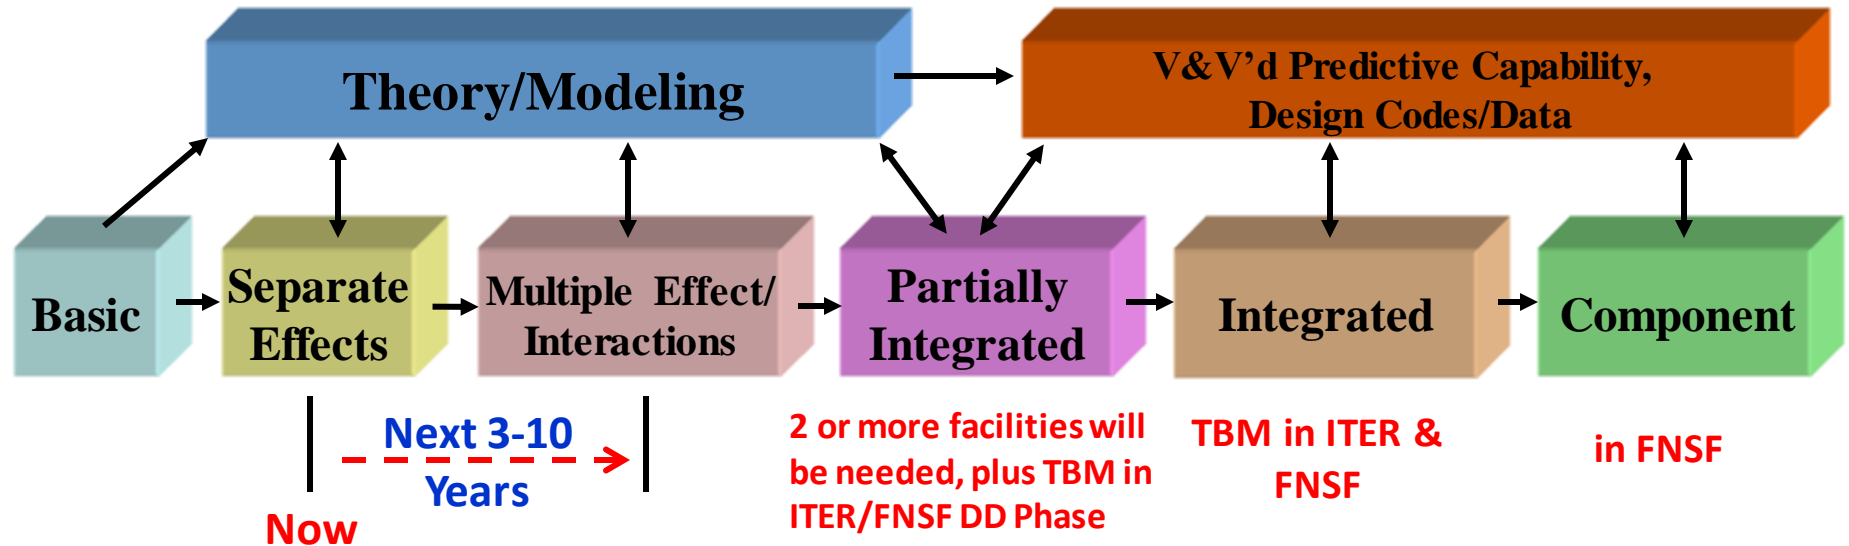 Theory/Modeling
V&V’d Predictive Capability,
Design Codes/Data
Basic
Separate
Effects
Multiple Effect/
Interactions
Partially
Integrated
Integrated
Component
Next 3-10
Years
Now
2 or more facilities will
be needed, plus TBM in
ITER/FNSF DD Phase
TBM in ITER &
FNSF
in FNSF